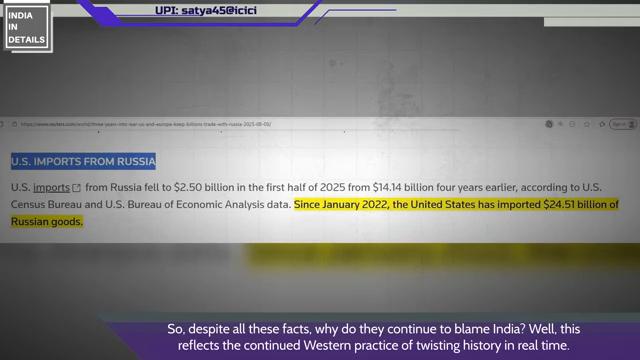 INDIA
IN
DETAILS
UPI: satya45@icici
https://www.reuters.com/world/three-years-into-war-us-and-europe-keep-billions-trade-with-russia-2025-08-05/
Sign in
U.S. IMPORTS FROM RUSSIA
U.S. imports from Russia fell to $2.50 billion in the first half of 2025 from $14.14 billion four years earlier, according to U.S.
Census Bureau and U.S. Bureau of Economic Analysis data. Since January 2022, the United States has imported $24.51 billion of
Russian goods.
So, despite all these facts, why do they continue to blame India? Well, this
reflects the continued Western practice of twisting history in real time.